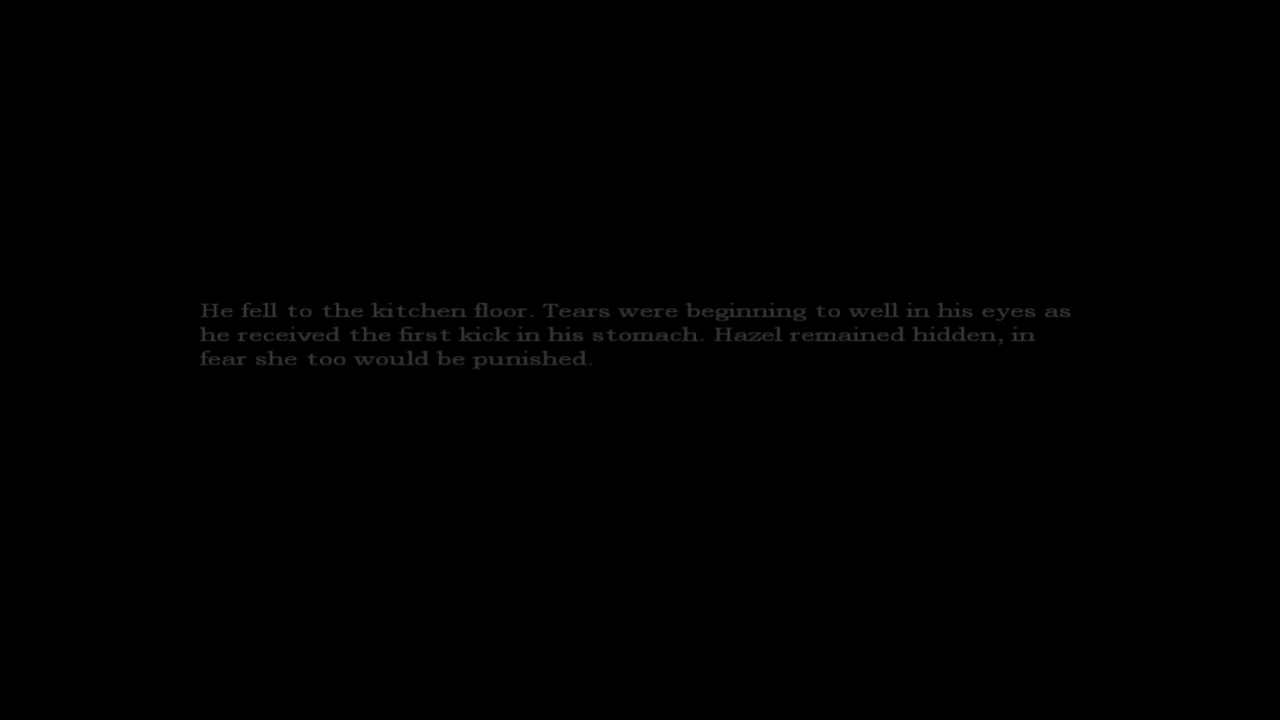 He fell to the kitchen floor. Tears were beginning to well in his eyes as
he received the first kick in his stomach. Hazel remained hidden, in
fear she too would be punished.